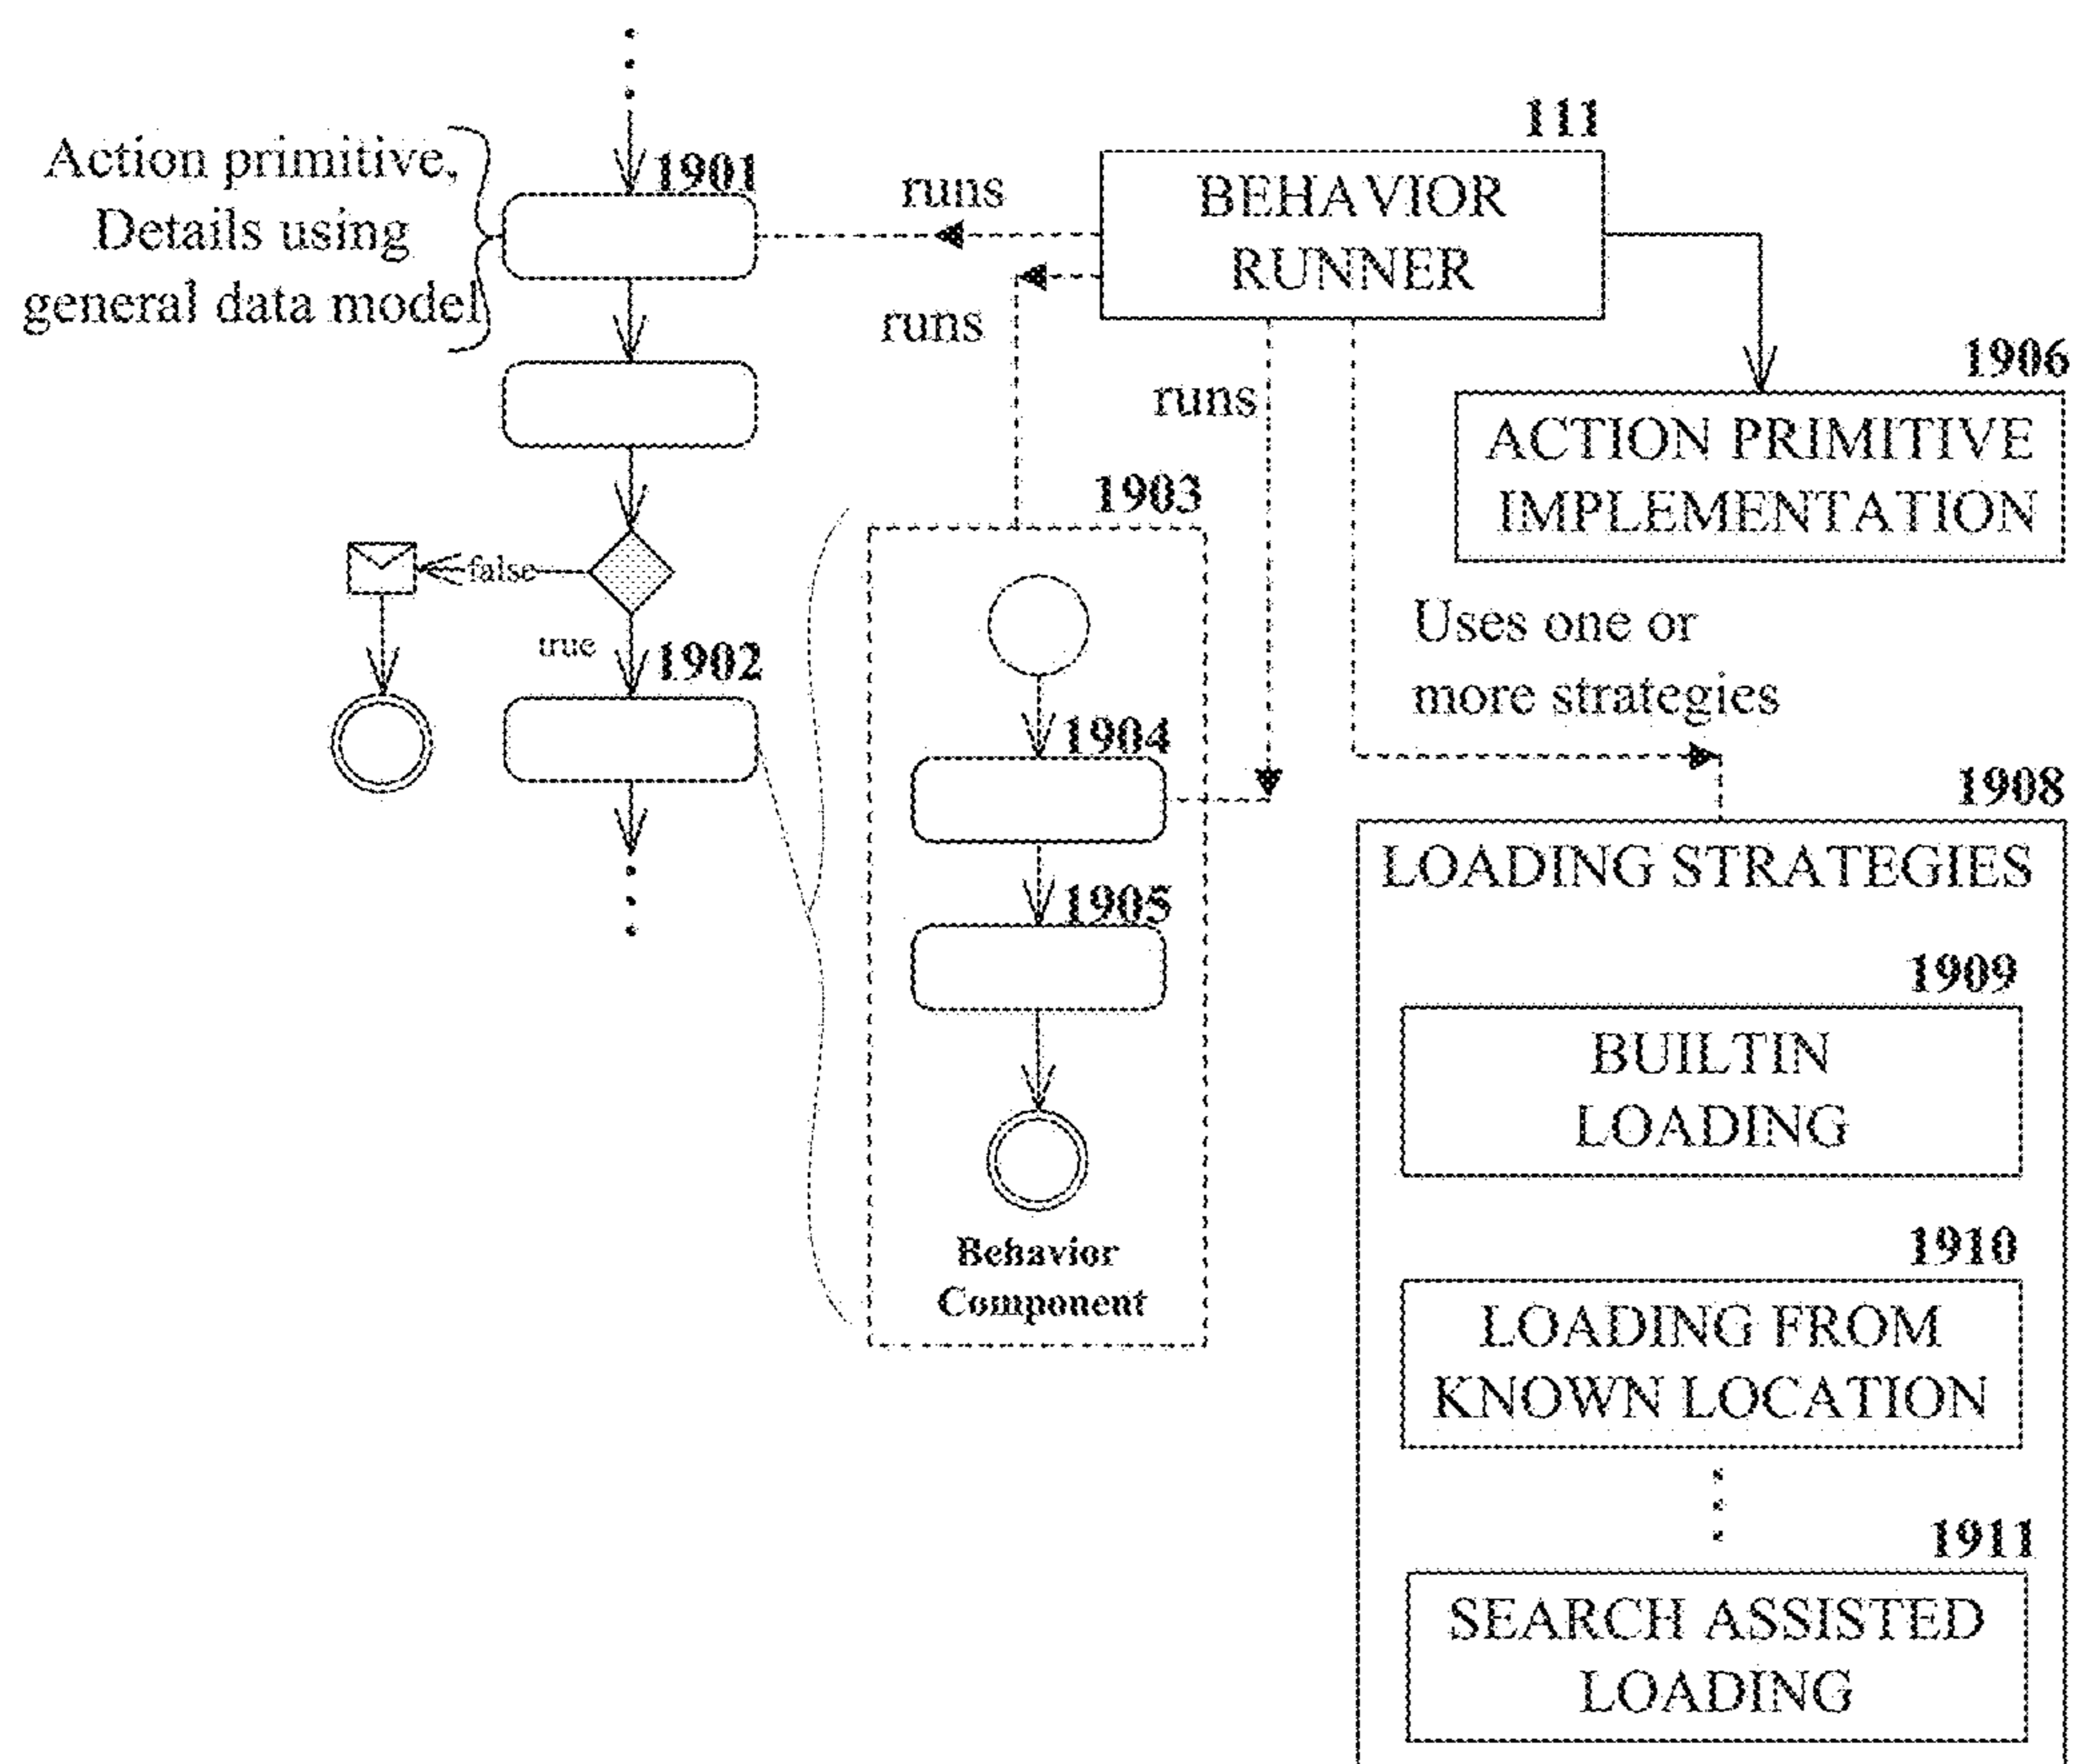 Action primitive,
Details using
general data model
1901
runs
111
BEHAVIOR
RUNNER
runs
runs
1906
ACTION PRIMITIVE
IMPLEMENTATION
false
true
1902
1903
1904
1905
Behavior
Component
Uses one or
more strategies
1908
LOADING STRATEGIES
1909
BUILTIN
LOADING
1910
LOADING FROM
KNOWN LOCATION
1911
SEARCH ASSISTED
LOADING